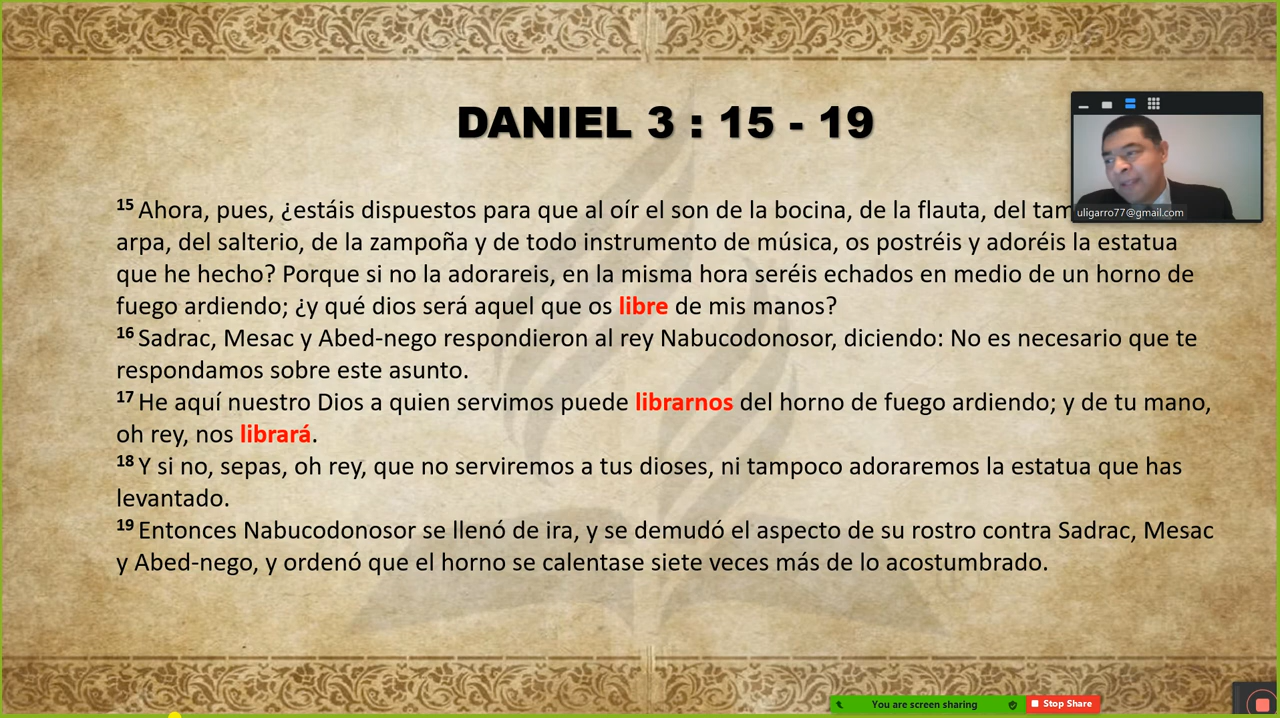 DANIEL 3 : 15 - 19
15 Ahora, pues, ¿estáis dispuestos para que al oír el son de la bocina, de la flauta, del
arpa, del salterio, de la zampoña y de todo instrumento de música, os postréis y adoréis la estatua
que he hecho? Porque si no la adorareis, en la misma hora seréis echados en medio de un horno de
fuego ardiendo; ¿y qué dios será aquel que os libre de mis manos?
16 Sadrac, Mesac y Abed-nego respondieron al rey Nabucodonosor, diciendo: No es necesario que te
respondamos sobre este asunto.
17 He aquí nuestro Dios a quien servimos puede librarnos del horno de fuego ardiendo; y de tu mano,
oh rey, nos librará.
18 Y si no, sepas, oh rey, que no serviremos a tus dioses, ni tampoco adoraremos la estatua que has
levantado.
19 Entonces Nabucodonosor se llenó de ira, y se demudó el aspecto de su rostro contra Sadrac, Mesac
y Abed-nego, y ordenó que el horno se calentase siete veces más de lo acostumbrado.
uligarro77@gmail.com
You are screen sharing
Stop Share